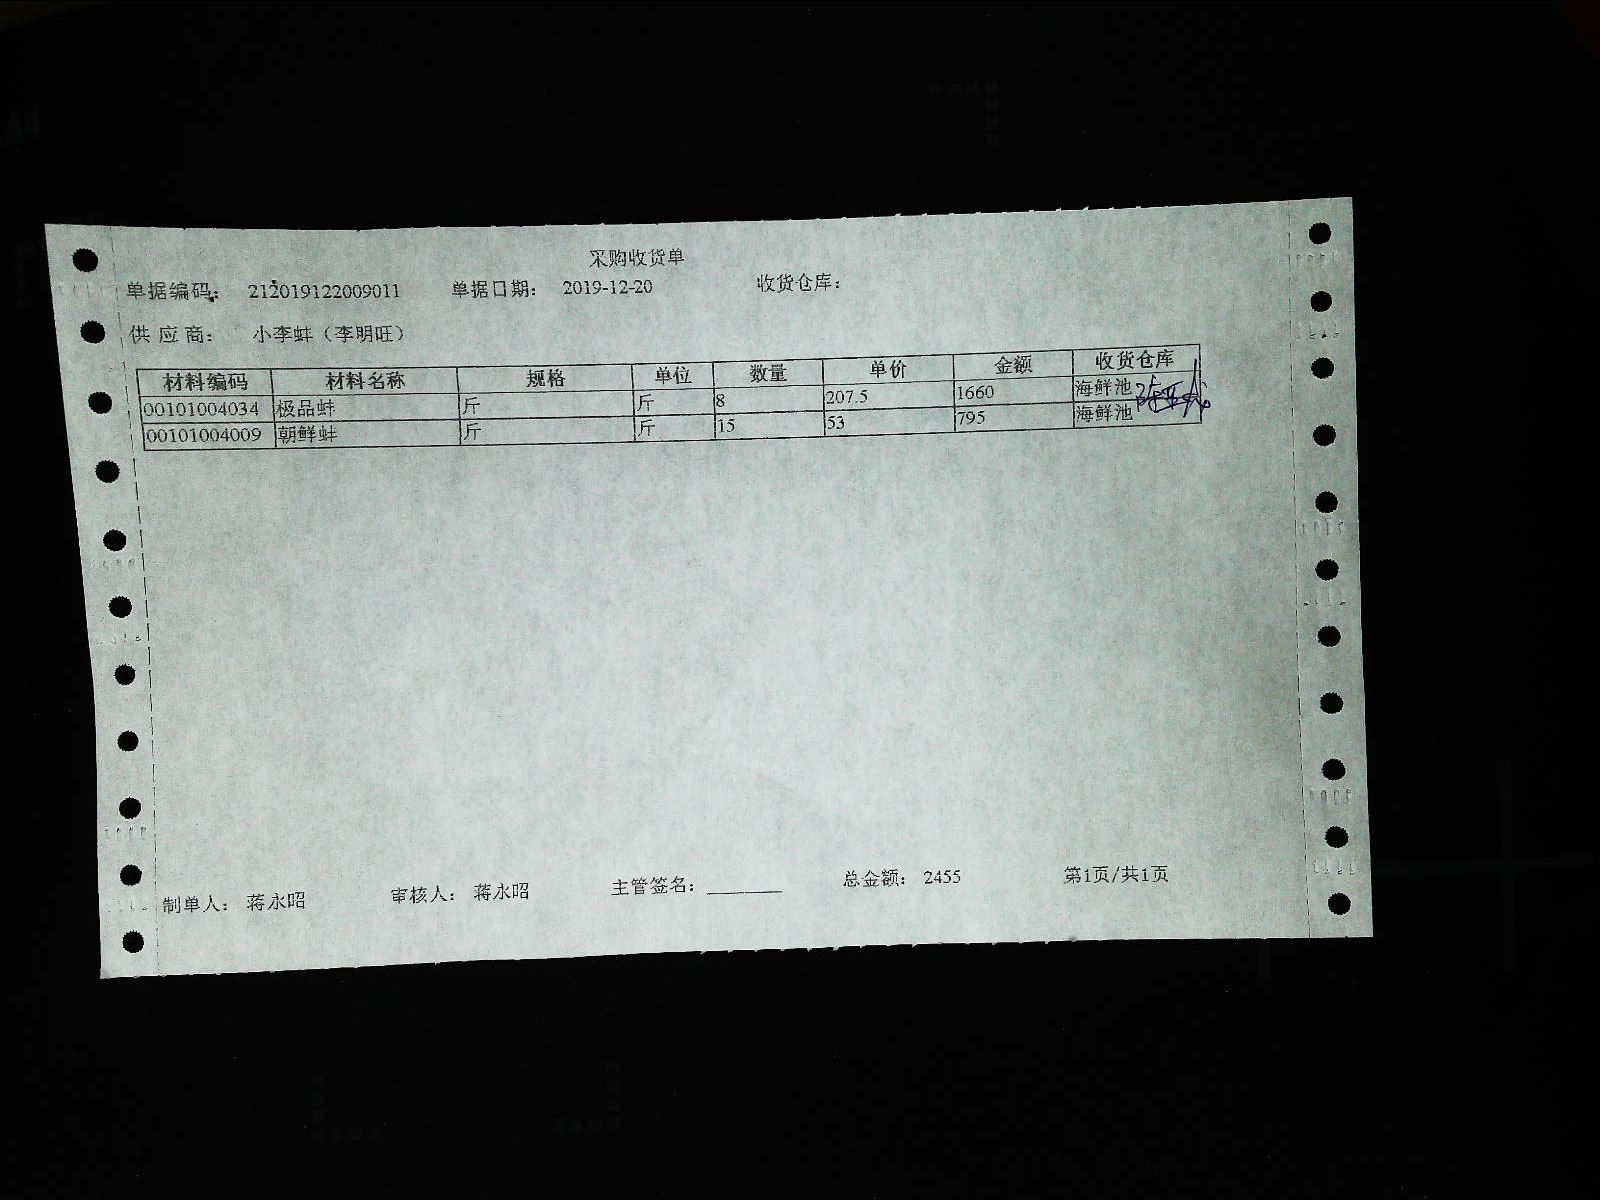 采购收货单
单据编码： 212019122009011 单据日期： 2019-12-20 收货仓库：
供 应 商： 小李蚌（李明旺）
材料编码 材料名称 规格 单位 数量 单价 金额 收货仓库
00101004034 极品蚌 斤 斤 8 207.5 1660 海鲜池
00101004009 朝鲜蚌 斤 斤 15 53 795 海鲜池
制单人： 蒋永昭 审核人： 蒋永昭 主管签名： 总金额： 2455 第1页/共1页